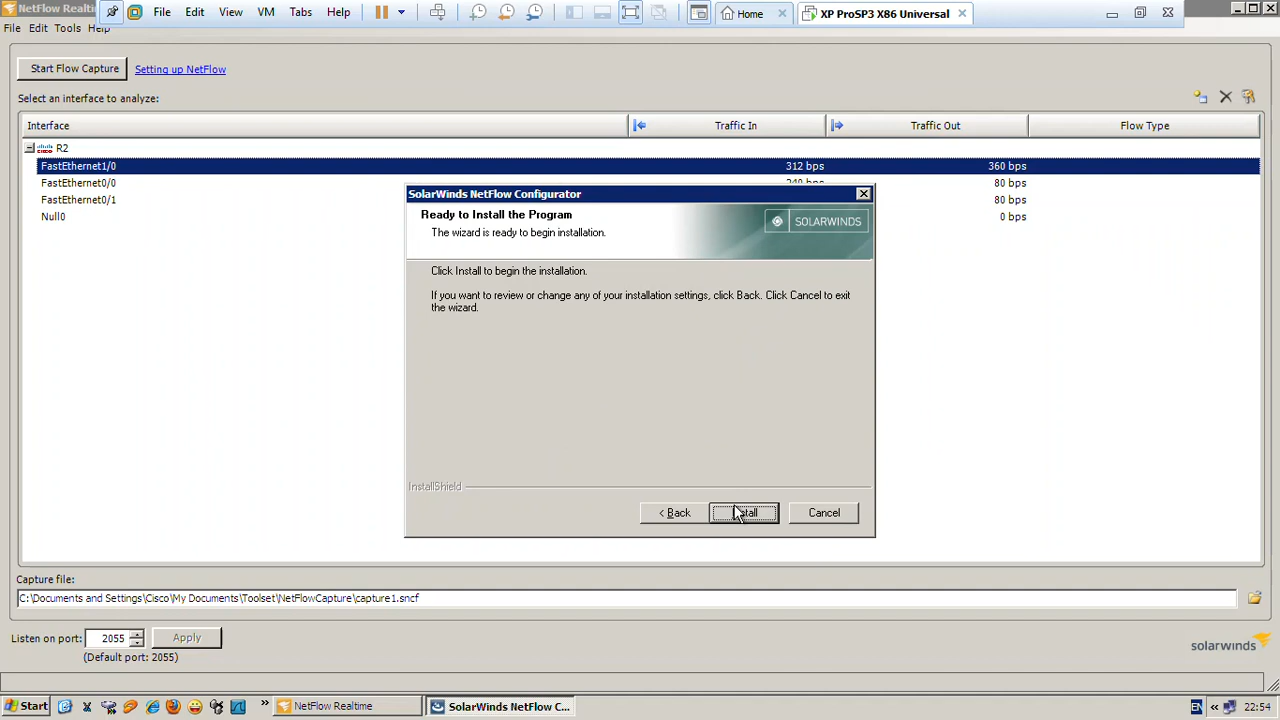 NetFlow Realtime
File Edit View VM Tabs Help
Home
XP ProSP3 X86 Universal
File Edit Tools Help
Start Flow Capture
Setting up NetFlow
Select an interface to analyze:
Interface Traffic In Traffic Out Flow Type
CISCO R2
FastEthernet1/0 312 bps 360 bps
FastEthernet0/0 80 bps
FastEthernet0/1 80 bps
Null0 0 bps
SolarWinds NetFlow Configurator
Ready to Install the Program
The wizard is ready to begin installation.
SOLARWINDS
Click Install to begin the installation.
If you want to review or change any of your installation settings, click Back. Click Cancel to exit
the wizard.
InstallShield
< Back Install Cancel
Capture file:
C:\Documents and Settings\Cisco\My Documents\Toolset\NetFlowCapture\capture1.sncf
Listen on port: 2055 Apply
(Default port: 2055)
solarwinds
Start » NetFlow Realtime SolarWinds NetFlow C... EN « 22:54